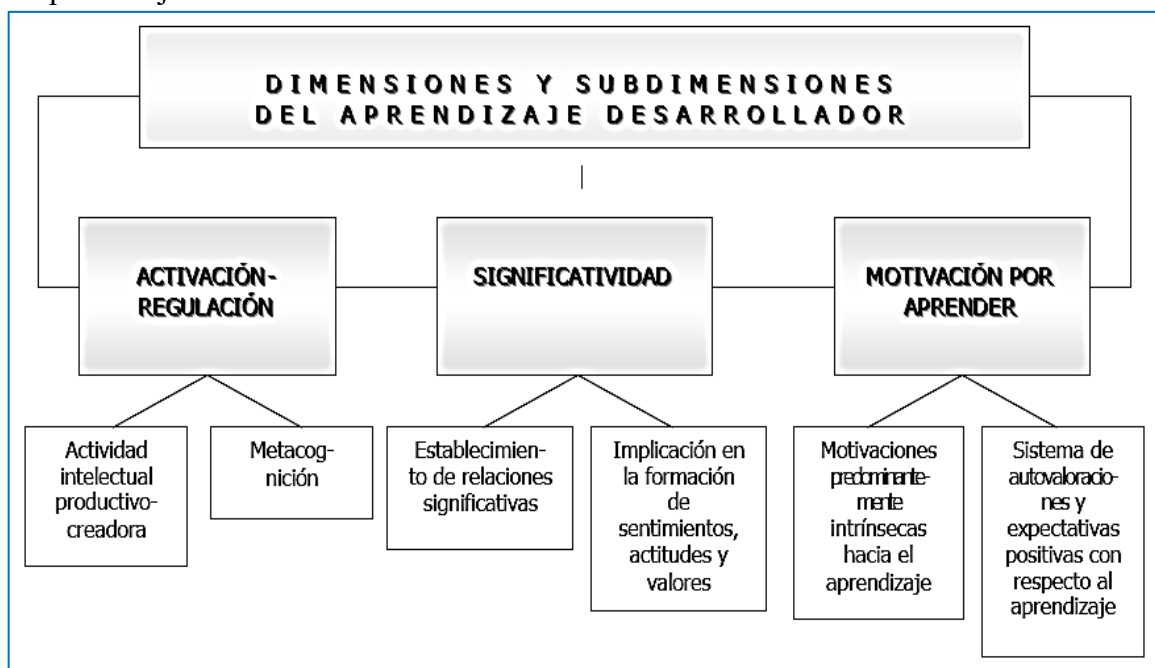 DIMENSIONES Y SUBDIMENSIONES
DEL APRENDIZAJE DESARROLLADOR
ACTIVACIÓN-
REGULACIÓN
SIGNIFICATIVIDAD
MOTIVACIÓN POR
APRENDER
Actividad
intelectual
productivo-
creadora
Metacog-
nición
Establecimien-
to de relaciones
significativas
Implicación en
la formación
de
sentimientos,
actitudes y
valores
Motivaciones
predominante-
mente
intrínsecas
hacia el
aprendizaje
Sistema de
autovaloracio-
nes y
expectativas
positivas con
respecto al
aprendizaje